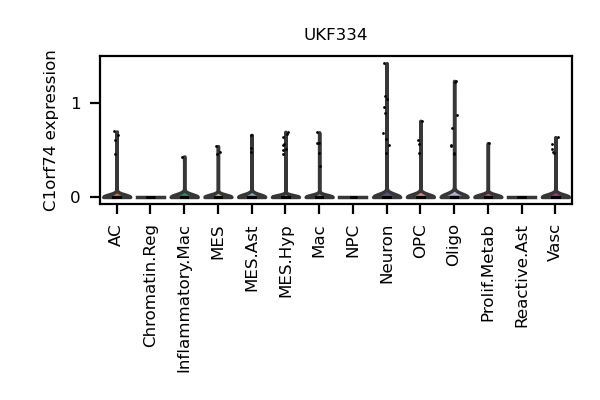 UKF334
C1orf74 expression
1
0
AC
Chromatin.Reg
Inflammatory.Mac
MES
MES.Ast
MES.Hyp
Mac
NPC
Neuron
OPC
Oligo
Prolif.Metab
Reactive.Ast
Vasc